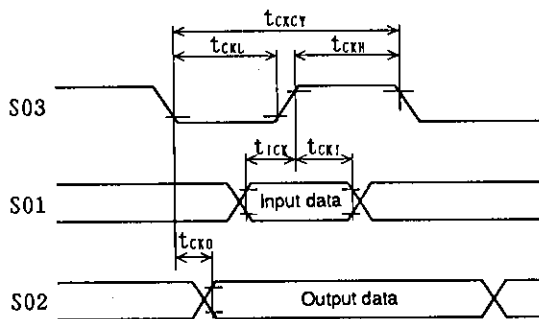 tCKCY
tCKL tCKH
S03
tICK tCKI
S01 Input data
tCKO
S02 Output data